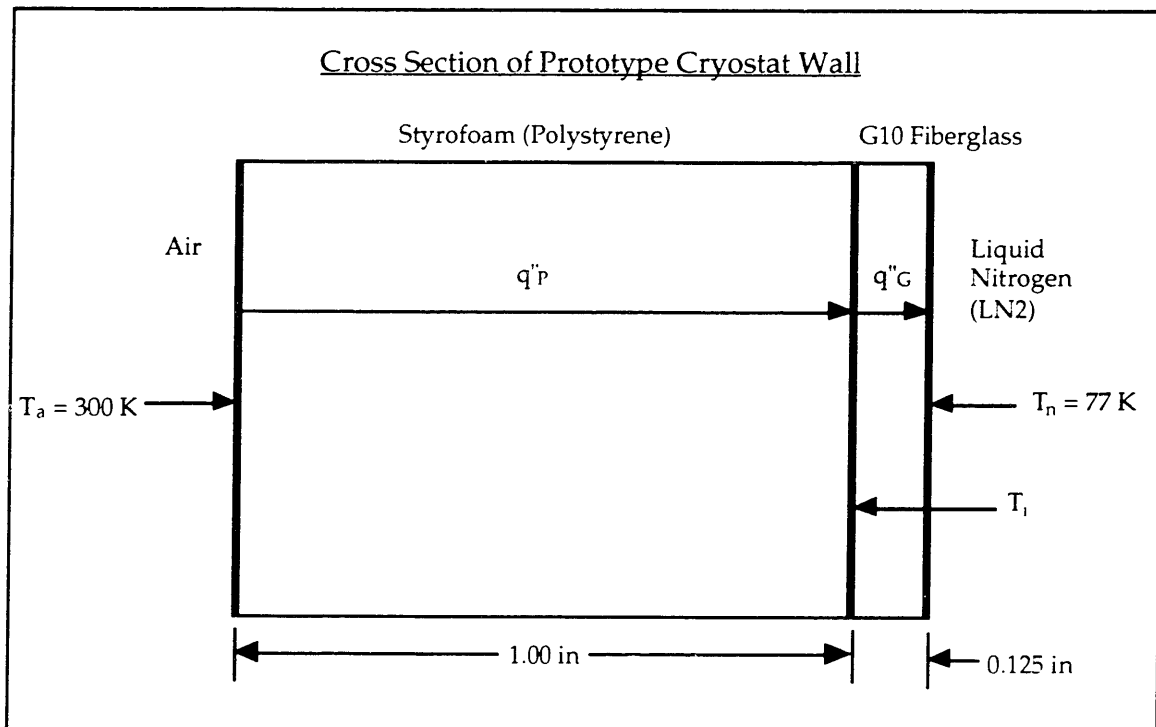 Cross Section of Prototype Cryostat Wall
Styrofoam (Polystyrene) G10 Fiberglass
Air
q"P
q"G
Liquid
Nitrogen
(LN2)
Ta = 300 K
Tn = 77 K
Ti
1.00 in
0.125 in